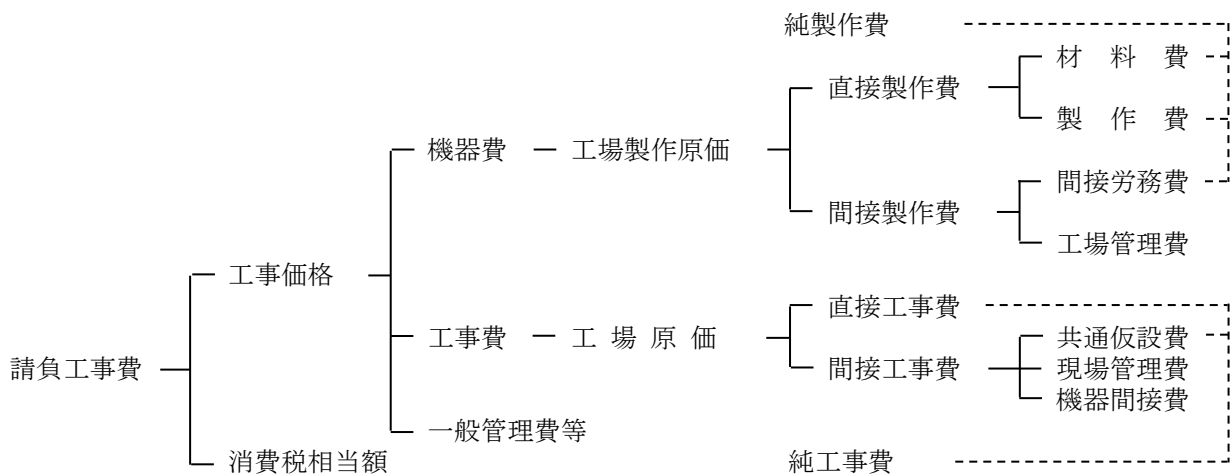 純製作費
材 料 費
直接製作費
製 作 費
機器費 工場製作原価
間接労務費
間接製作費
工場管理費
工事価格
直接工事費
工事費 工 場 原 価 共通仮設費
請負工事費 間接工事費 現場管理費
機器間接費
一般管理費等
消費税相当額 純工事費